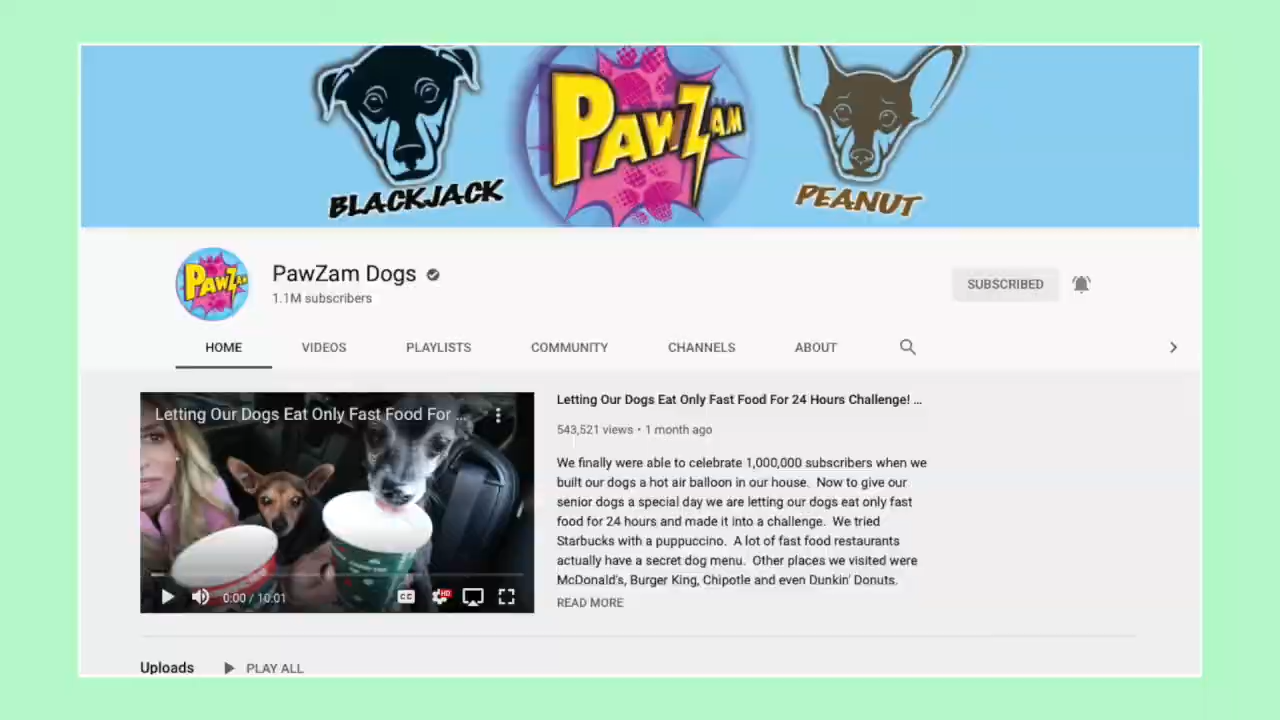 BLACKJACK
PAWZAM
PEANUT
PAWZAM
PawZam Dogs
1.1M subscribers
SUBSCRIBED
HOME
VIDEOS
PLAYLISTS
COMMUNITY
CHANNELS
ABOUT
Letting Our Dogs Eat Only Fast Food For ...
0:00 / 10:01
CC
HD
Letting Our Dogs Eat Only Fast Food For 24 Hours Challenge! ...
543,521 views • 1 month ago
We finally were able to celebrate 1,000,000 subscribers when we
built our dogs a hot air balloon in our house. Now to give our
senior dogs a special day we are letting our dogs eat only fast
food for 24 hours and made it into a challenge. We tried
Starbucks with a puppuccino. A lot of fast food restaurants
actually have a secret dog menu. Other places we visited were
McDonald's, Burger King, Chipotle and even Dunkin' Donuts.
READ MORE
Uploads
PLAY ALL